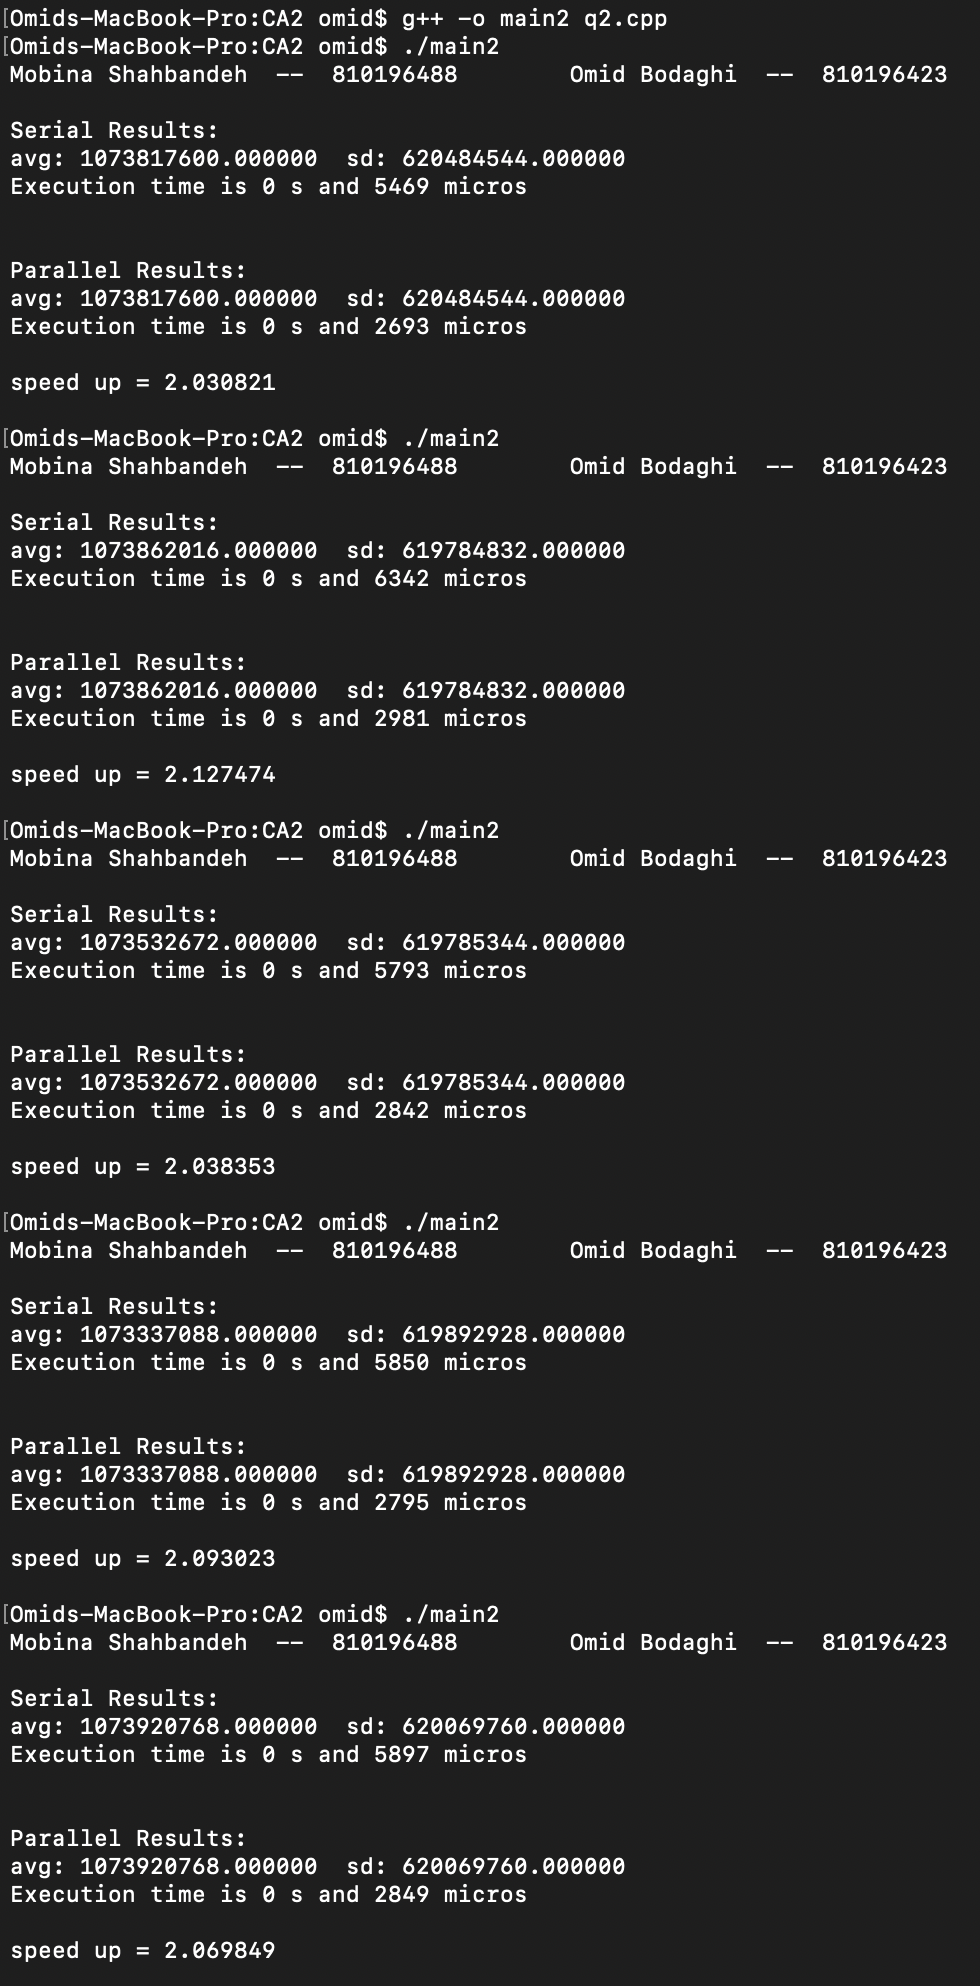 [Omids-MacBook-Pro:CA2 omid$ g++ -o main2 q2.cpp
[Omids-MacBook-Pro:CA2 omid$ ./main2
Mobina Shahbandeh  --  810196488        Omid Bodaghi  --  810196423
Serial Results:
avg: 1073817600.000000  sd: 620484544.000000
Execution time is 0 s and 5469 micros
Parallel Results:
avg: 1073817600.000000  sd: 620484544.000000
Execution time is 0 s and 2693 micros
speed up = 2.030821
[Omids-MacBook-Pro:CA2 omid$ ./main2
Mobina Shahbandeh  --  810196488        Omid Bodaghi  --  810196423
Serial Results:
avg: 1073862016.000000  sd: 619784832.000000
Execution time is 0 s and 6342 micros
Parallel Results:
avg: 1073862016.000000  sd: 619784832.000000
Execution time is 0 s and 2981 micros
speed up = 2.127474
[Omids-MacBook-Pro:CA2 omid$ ./main2
Mobina Shahbandeh  --  810196488        Omid Bodaghi  --  810196423
Serial Results:
avg: 1073532672.000000  sd: 619785344.000000
Execution time is 0 s and 5793 micros
Parallel Results:
avg: 1073532672.000000  sd: 619785344.000000
Execution time is 0 s and 2842 micros
speed up = 2.038353
[Omids-MacBook-Pro:CA2 omid$ ./main2
Mobina Shahbandeh  --  810196488        Omid Bodaghi  --  810196423
Serial Results:
avg: 1073337088.000000  sd: 619892928.000000
Execution time is 0 s and 5850 micros
Parallel Results:
avg: 1073337088.000000  sd: 619892928.000000
Execution time is 0 s and 2795 micros
speed up = 2.093023
[Omids-MacBook-Pro:CA2 omid$ ./main2
Mobina Shahbandeh  --  810196488        Omid Bodaghi  --  810196423
Serial Results:
avg: 1073920768.000000  sd: 620069760.000000
Execution time is 0 s and 5897 micros
Parallel Results:
avg: 1073920768.000000  sd: 620069760.000000
Execution time is 0 s and 2849 micros
speed up = 2.069849